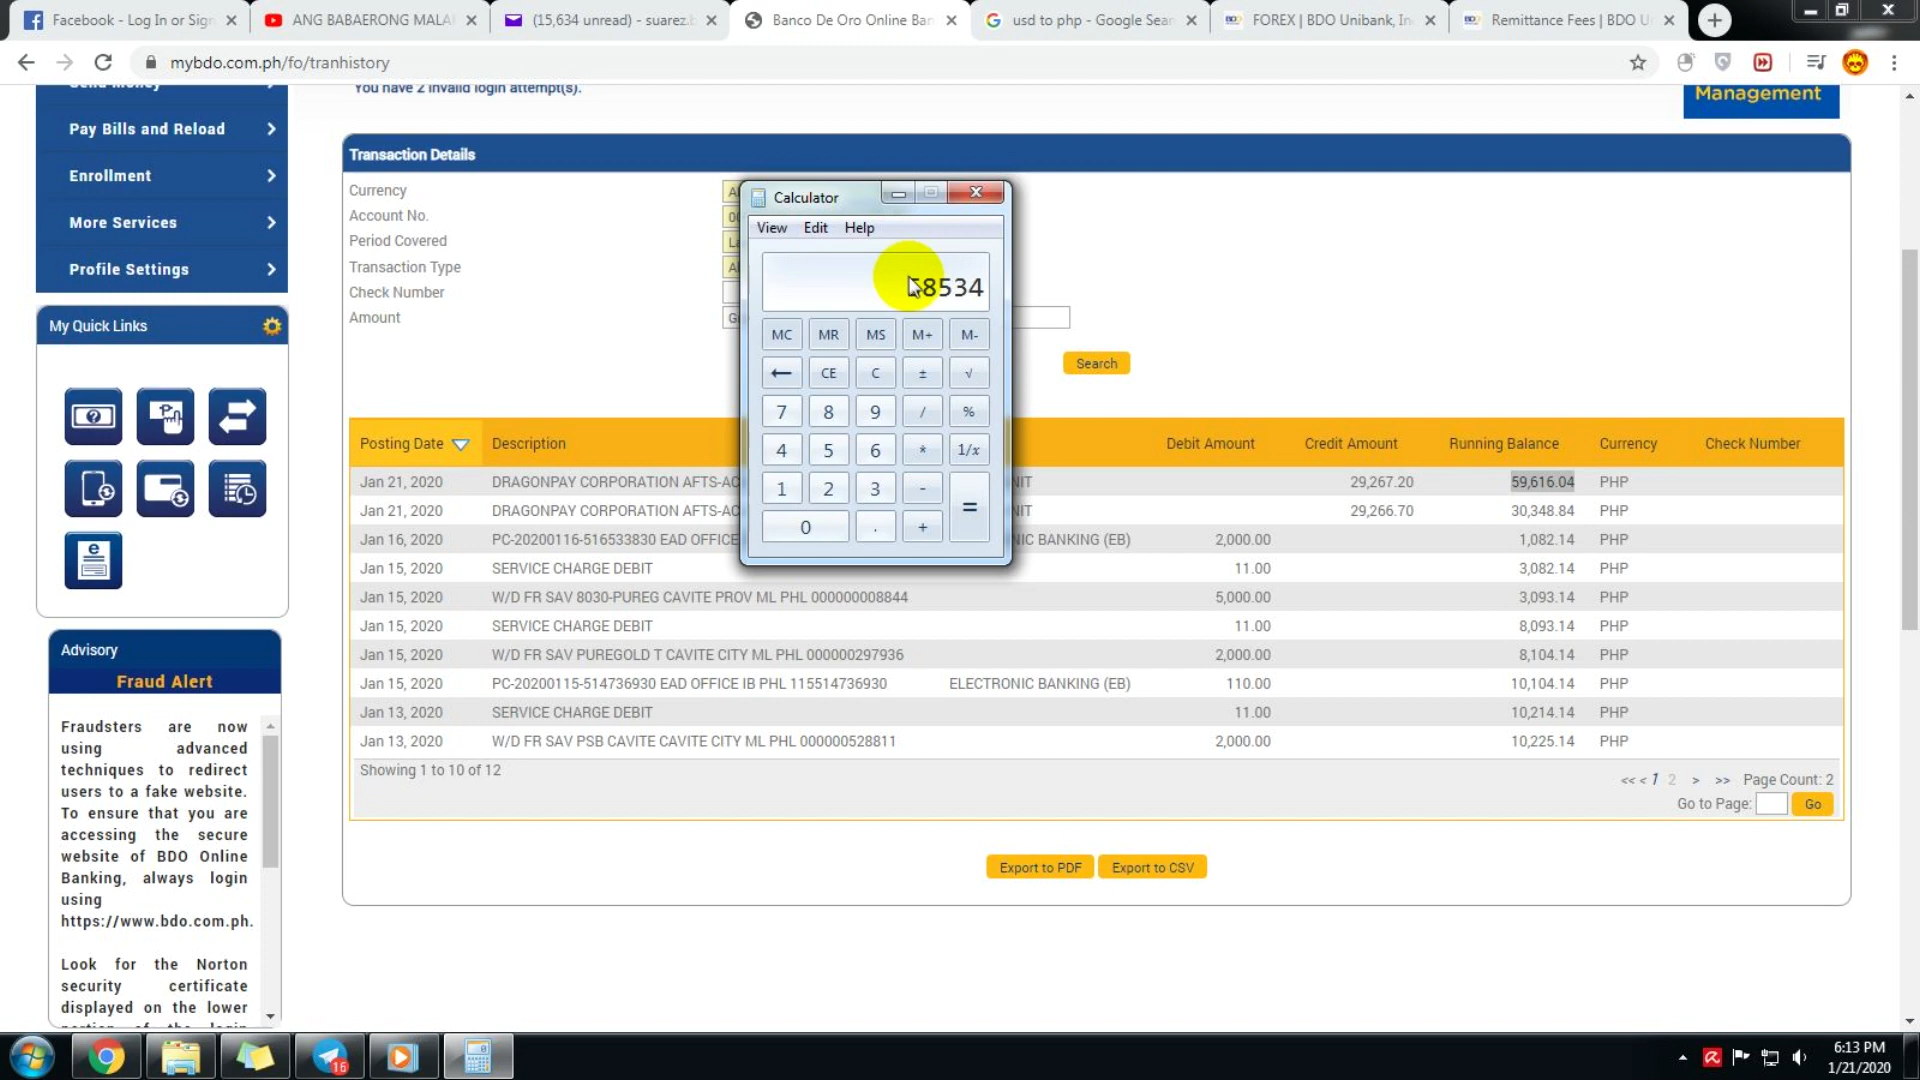 Facebook - Log In or Sign
ANG BABAERONG MALA
(15,634 unread) - suarez.b
Banco De Oro Online Ban
usd to php - Google Sear
FOREX | BDO Unibank, In
Remittance Fees | BDO U
mybdo.com.ph/fo/tranhistory
Send Money
Pay Bills and Reload
Enrollment
More Services
Profile Settings
My Quick Links
Advisory
Fraud Alert
Fraudsters are now
using advanced
techniques to redirect
users to a fake website.
To ensure that you are
accessing the secure
website of BDO Online
Banking, always login
using
https://www.bdo.com.ph.
Look for the Norton
security certificate
displayed on the lower
portion of the login
You have 2 invalid login attempt(s).
Management
Transaction Details
Currency
Account No.
Period Covered
Transaction Type
Check Number
Amount
Search
Calculator
View Edit Help
58534
MC MR MS M+ M-
← CE C ± √
7 8 9 / %
4 5 6 * 1/x
1 2 3 - =
0 . +
Posting Date Description Debit Amount Credit Amount Running Balance Currency Check Number
Jan 21, 2020 DRAGONPAY CORPORATION AFTS-AC NIT 29,267.20 59,616.04 PHP
Jan 21, 2020 DRAGONPAY CORPORATION AFTS-AC NIT 29,266.70 30,348.84 PHP
Jan 16, 2020 PC-20200116-516533830 EAD OFFICE NIC BANKING (EB) 2,000.00 1,082.14 PHP
Jan 15, 2020 SERVICE CHARGE DEBIT 11.00 3,082.14 PHP
Jan 15, 2020 W/D FR SAV 8030-PUREG CAVITE PROV ML PHL 000000008844 5,000.00 3,093.14 PHP
Jan 15, 2020 SERVICE CHARGE DEBIT 11.00 8,093.14 PHP
Jan 15, 2020 W/D FR SAV PUREGOLD T CAVITE CITY ML PHL 000000297936 2,000.00 8,104.14 PHP
Jan 15, 2020 PC-20200115-514736930 EAD OFFICE IB PHL 115514736930 ELECTRONIC BANKING (EB) 110.00 10,104.14 PHP
Jan 13, 2020 SERVICE CHARGE DEBIT 11.00 10,214.14 PHP
Jan 13, 2020 W/D FR SAV PSB CAVITE CAVITE CITY ML PHL 000000528811 2,000.00 10,225.14 PHP
Showing 1 to 10 of 12
<< < 1 2 > >> Page Count: 2
Go to Page: Go
Export to PDF Export to CSV
16
6:13 PM
1/21/2020